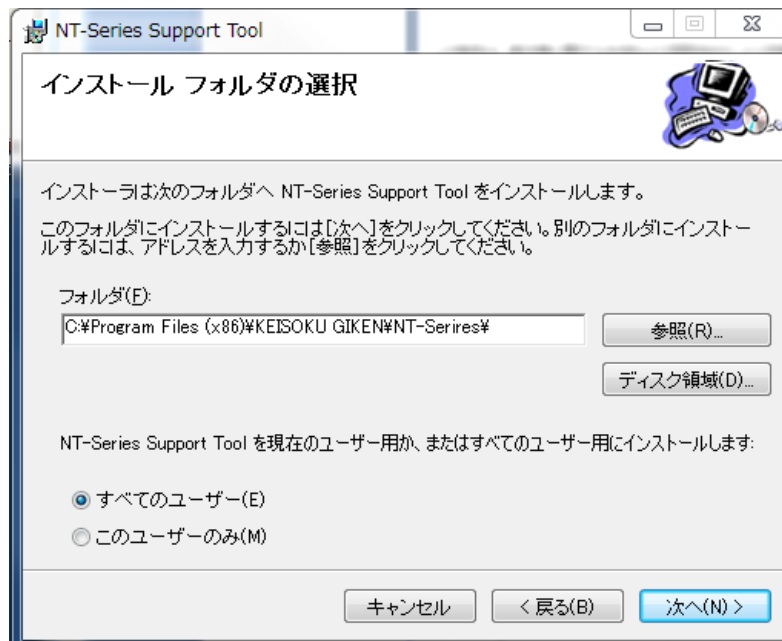 NT-Series Support Tool
インストール フォルダの選択
インストーラは次のフォルダへ NT-Series Support Tool をインストールします。
このフォルダにインストールするには[次へ]をクリックしてください。別のフォルダにインストー
ルするには、アドレスを入力するか[参照]をクリックしてください。
フォルダ(F):
C:¥Program Files (x86)¥KEISOKU GIKEN¥NT-Serires¥
参照(R)...
ディスク領域(D)...
NT-Series Support Tool を現在のユーザー用か、またはすべてのユーザー用にインストールします:
すべてのユーザー(E)
このユーザーのみ(M)
キャンセル
< 戻る(B)
次へ(N) >